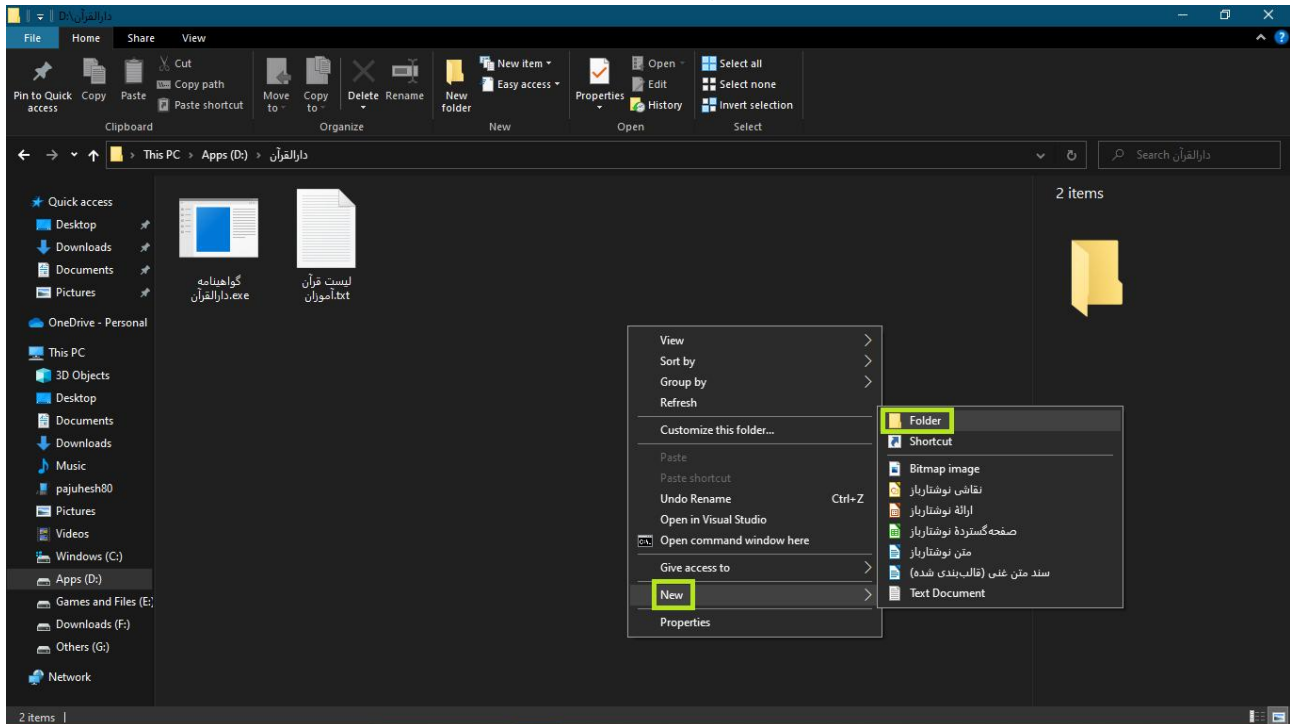 D:\دارالقرآن
File Home Share View
Pin to Quick access
Copy
Paste
Cut
Copy path
Paste shortcut
Clipboard
Move to
Copy to
Delete
Rename
Organize
New folder
New item
Easy access
New
Properties
Open
Edit
History
Open
Select all
Select none
Invert selection
Select
This PC
Apps (D:)
دارالقرآن
Search دارالقرآن
Quick access
Desktop
Downloads
Documents
Pictures
OneDrive - Personal
This PC
3D Objects
Desktop
Documents
Downloads
Music
pajuhesh80
Pictures
Videos
Windows (C:)
Apps (D:)
Games and Files (E:)
Downloads (F:)
Others (G:)
Network
گواهینامه
دارالقرآن.exe
لیست قرآن
آموزان.txt
2 items
View
Sort by
Group by
Refresh
Customize this folder...
Paste
Paste shortcut
Undo Rename Ctrl+Z
Open in Visual Studio
Open command window here
Give access to
New
Properties
Folder
Shortcut
Bitmap image
نقاشی نوشتارباز
ارائهٔ نوشتارباز
صفحه‌گستردهٔ نوشتارباز
متن نوشتارباز
سند متن غنی (قالب‌بندی شده)
Text Document
2 items